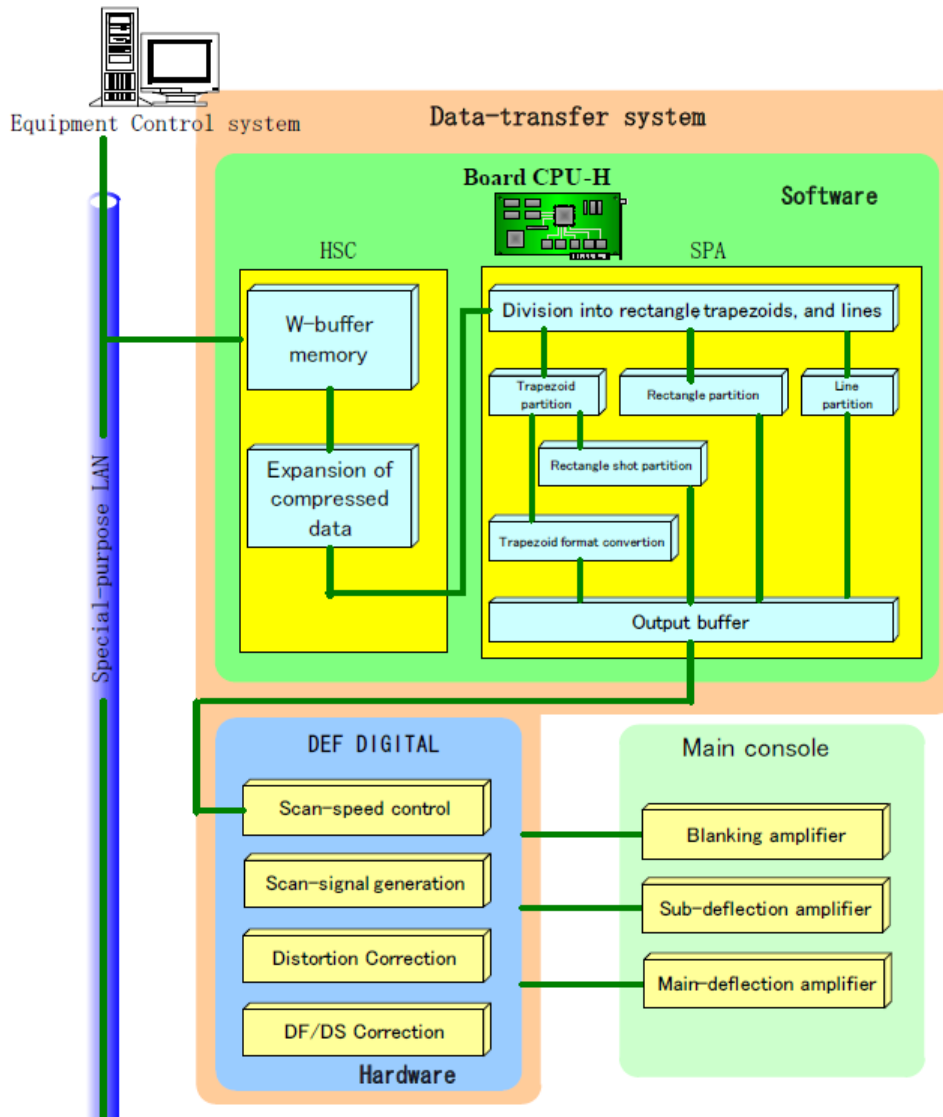 Equipment Control system
Data-transfer system
Board CPU-H
Software
HSC
SPA
W-buffer
memory
Expansion of
compressed
data
Division into rectangle trapezoids, and lines
Trapezoid
partition
Rectangle partition
Line
partition
Rectangle shot partition
Trapezoid format convertion
Output buffer
Special-purpose LAN
DEF DIGITAL
Scan-speed control
Scan-signal generation
Distortion Correction
DF/DS Correction
Hardware
Main console
Blanking amplifier
Sub-deflection amplifier
Main-deflection amplifier